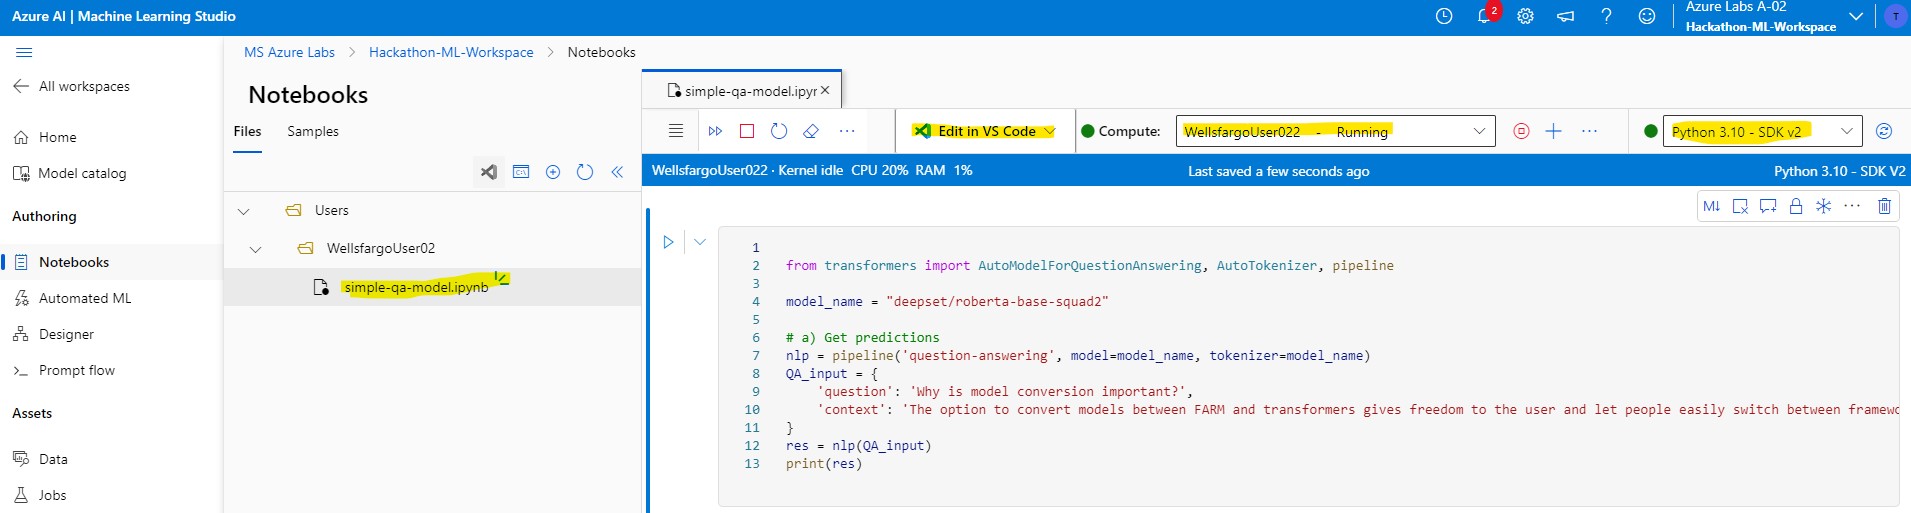 Azure AI | Machine Learning Studio
2
Azure Labs A-02
Hackathon-ML-Workspace
T
All workspaces
Home
Model catalog
Authoring
Notebooks
Automated ML
Designer
Prompt flow
Assets
Data
Jobs
MS Azure Labs > Hackathon-ML-Workspace > Notebooks
Notebooks
Files Samples
Users
WellsfargoUser02
simple-qa-model.ipynb
simple-qa-model.ipyr
Edit in VS Code
Compute: WellsfargoUser022 - Running
Python 3.10 - SDK v2
WellsfargoUser022 · Kernel idle CPU 20% RAM 1%
Last saved a few seconds ago
Python 3.10 - SDK V2
M↓
1
2 from transformers import AutoModelForQuestionAnswering, AutoTokenizer, pipeline
3
4 model_name = "deepset/roberta-base-squad2"
5
6 # a) Get predictions
7 nlp = pipeline('question-answering', model=model_name, tokenizer=model_name)
8 QA_input = {
9 'question': 'Why is model conversion important?',
10 'context': 'The option to convert models between FARM and transformers gives freedom to the user and let people easily switch between framewo
11 }
12 res = nlp(QA_input)
13 print(res)